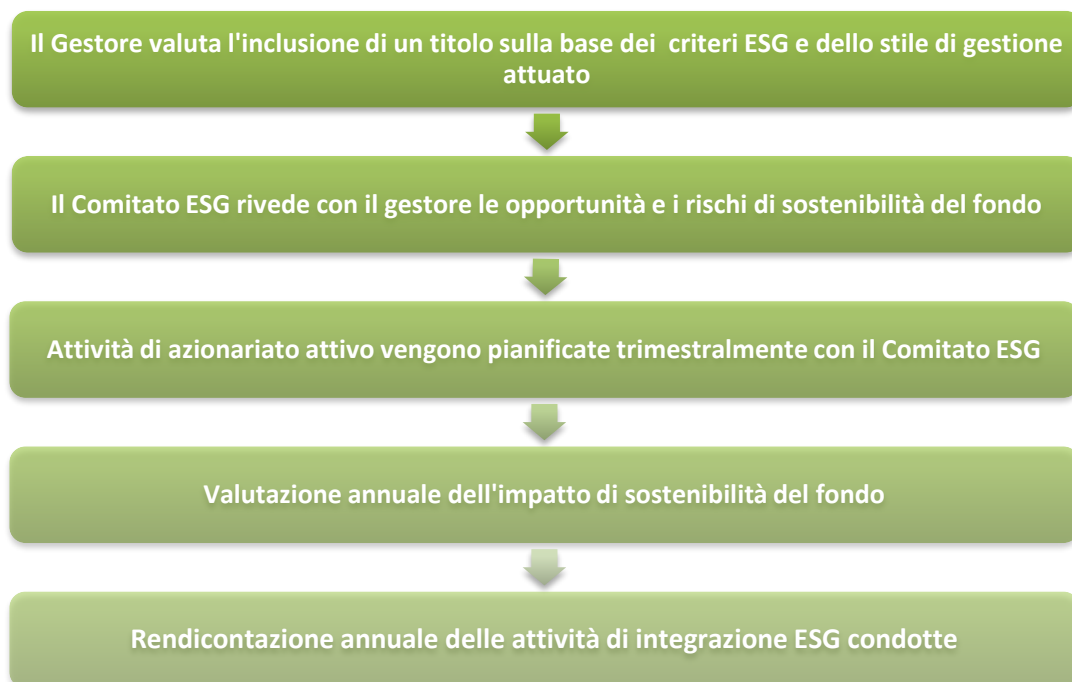 Il Gestore valuta l'inclusione di un titolo sulla base dei criteri ESG e dello stile di gestione
attuato
Il Comitato ESG rivede con il gestore le opportunità e i rischi di sostenibilità del fondo
Attività di azionariato attivo vengono pianificate trimestralmente con il Comitato ESG
Valutazione annuale dell'impatto di sostenibilità del fondo
Rendicontazione annuale delle attività di integrazione ESG condotte